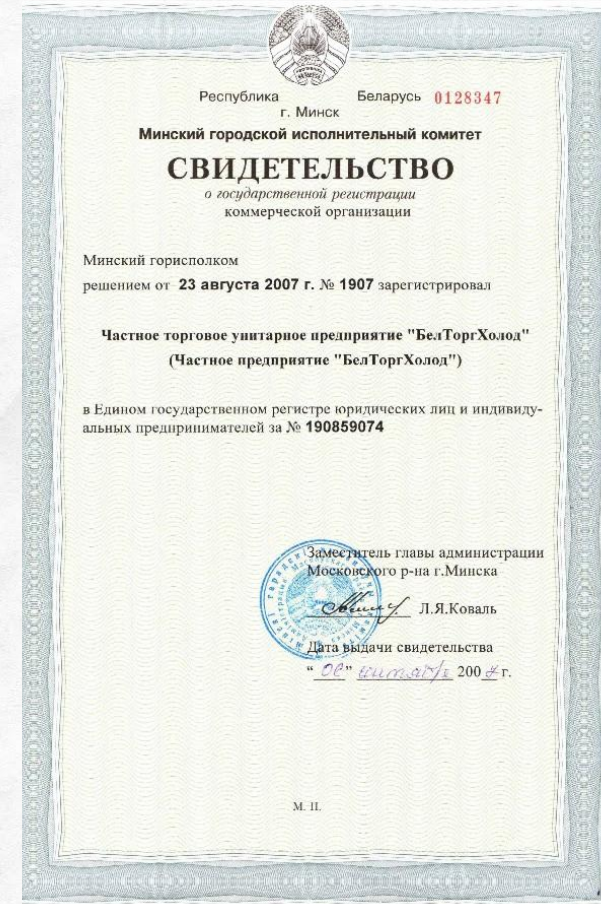 Республика Беларусь 0128347
г. Минск
Минский городской исполнительный комитет
СВИДЕТЕЛЬСТВО
о государственной регистрации
коммерческой организации
Минский горисполком
решением от 23 августа 2007 г. № 1907 зарегистрировал
Частное торговое унитарное предприятие "БелТоргХолод"
(Частное предприятие "БелТоргХолод")
в Едином государственном регистре юридических лиц и индивиду-
альных предпринимателей за № 190859074
Заместитель главы администрации
Московского р-на г.Минска
Л.Я.Коваль
Дата выдачи свидетельства
" " 2007 г.
М. П.